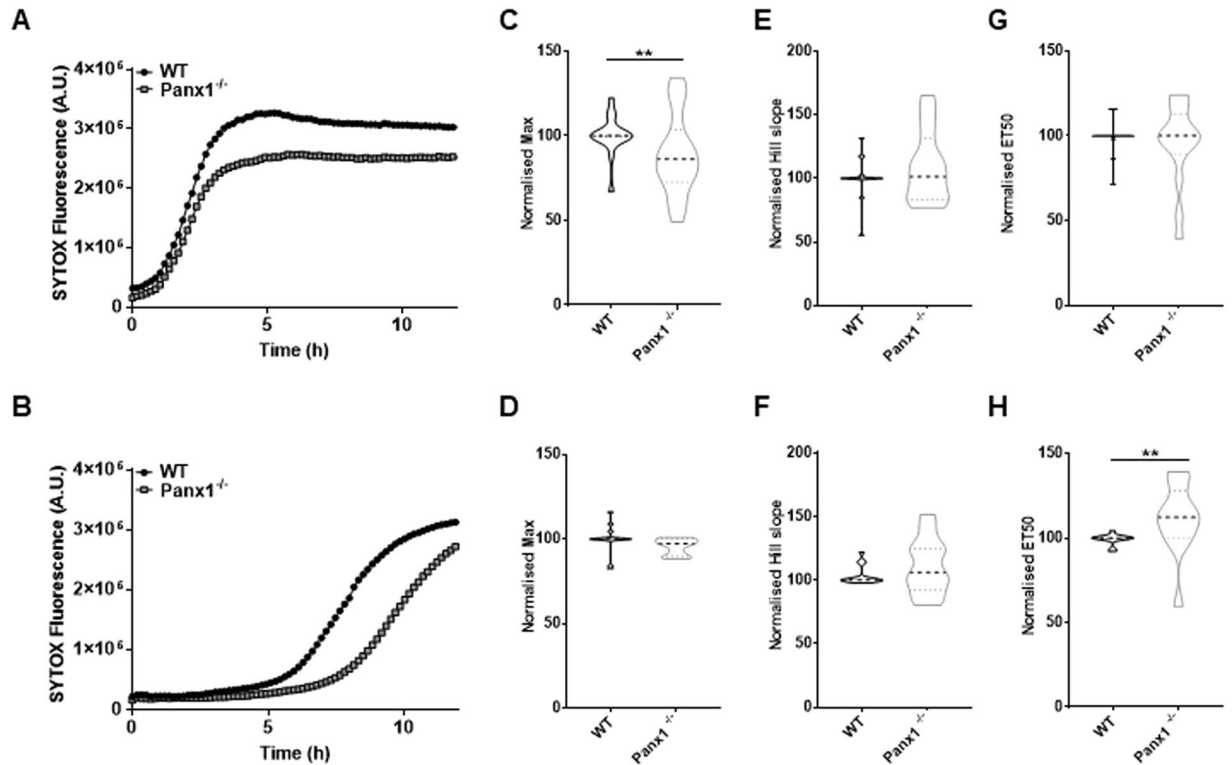 A
SYTOX Fluorescence (A.U.)
4×10⁶
3×10⁶
2×10⁶
1×10⁶
0
WT
Panx1⁻/⁻
0
5
10
Time (h)
C
Normalised Max
150
100
50
0
**
WT
Panx1⁻/⁻
E
Normalised Hill slope
200
150
100
50
0
WT
Panx1⁻/⁻
G
Normalised ET50
150
100
50
0
WT
Panx1⁻/⁻
B
SYTOX Fluorescence (A.U.)
4×10⁶
3×10⁶
2×10⁶
1×10⁶
0
WT
Panx1⁻/⁻
0
5
10
Time (h)
D
Normalised Max
150
100
50
0
WT
Panx1⁻/⁻
F
Normalised Hill slope
200
150
100
50
0
WT
Panx1⁻/⁻
H
Normalised ET50
150
100
50
0
**
WT
Panx1⁻/⁻